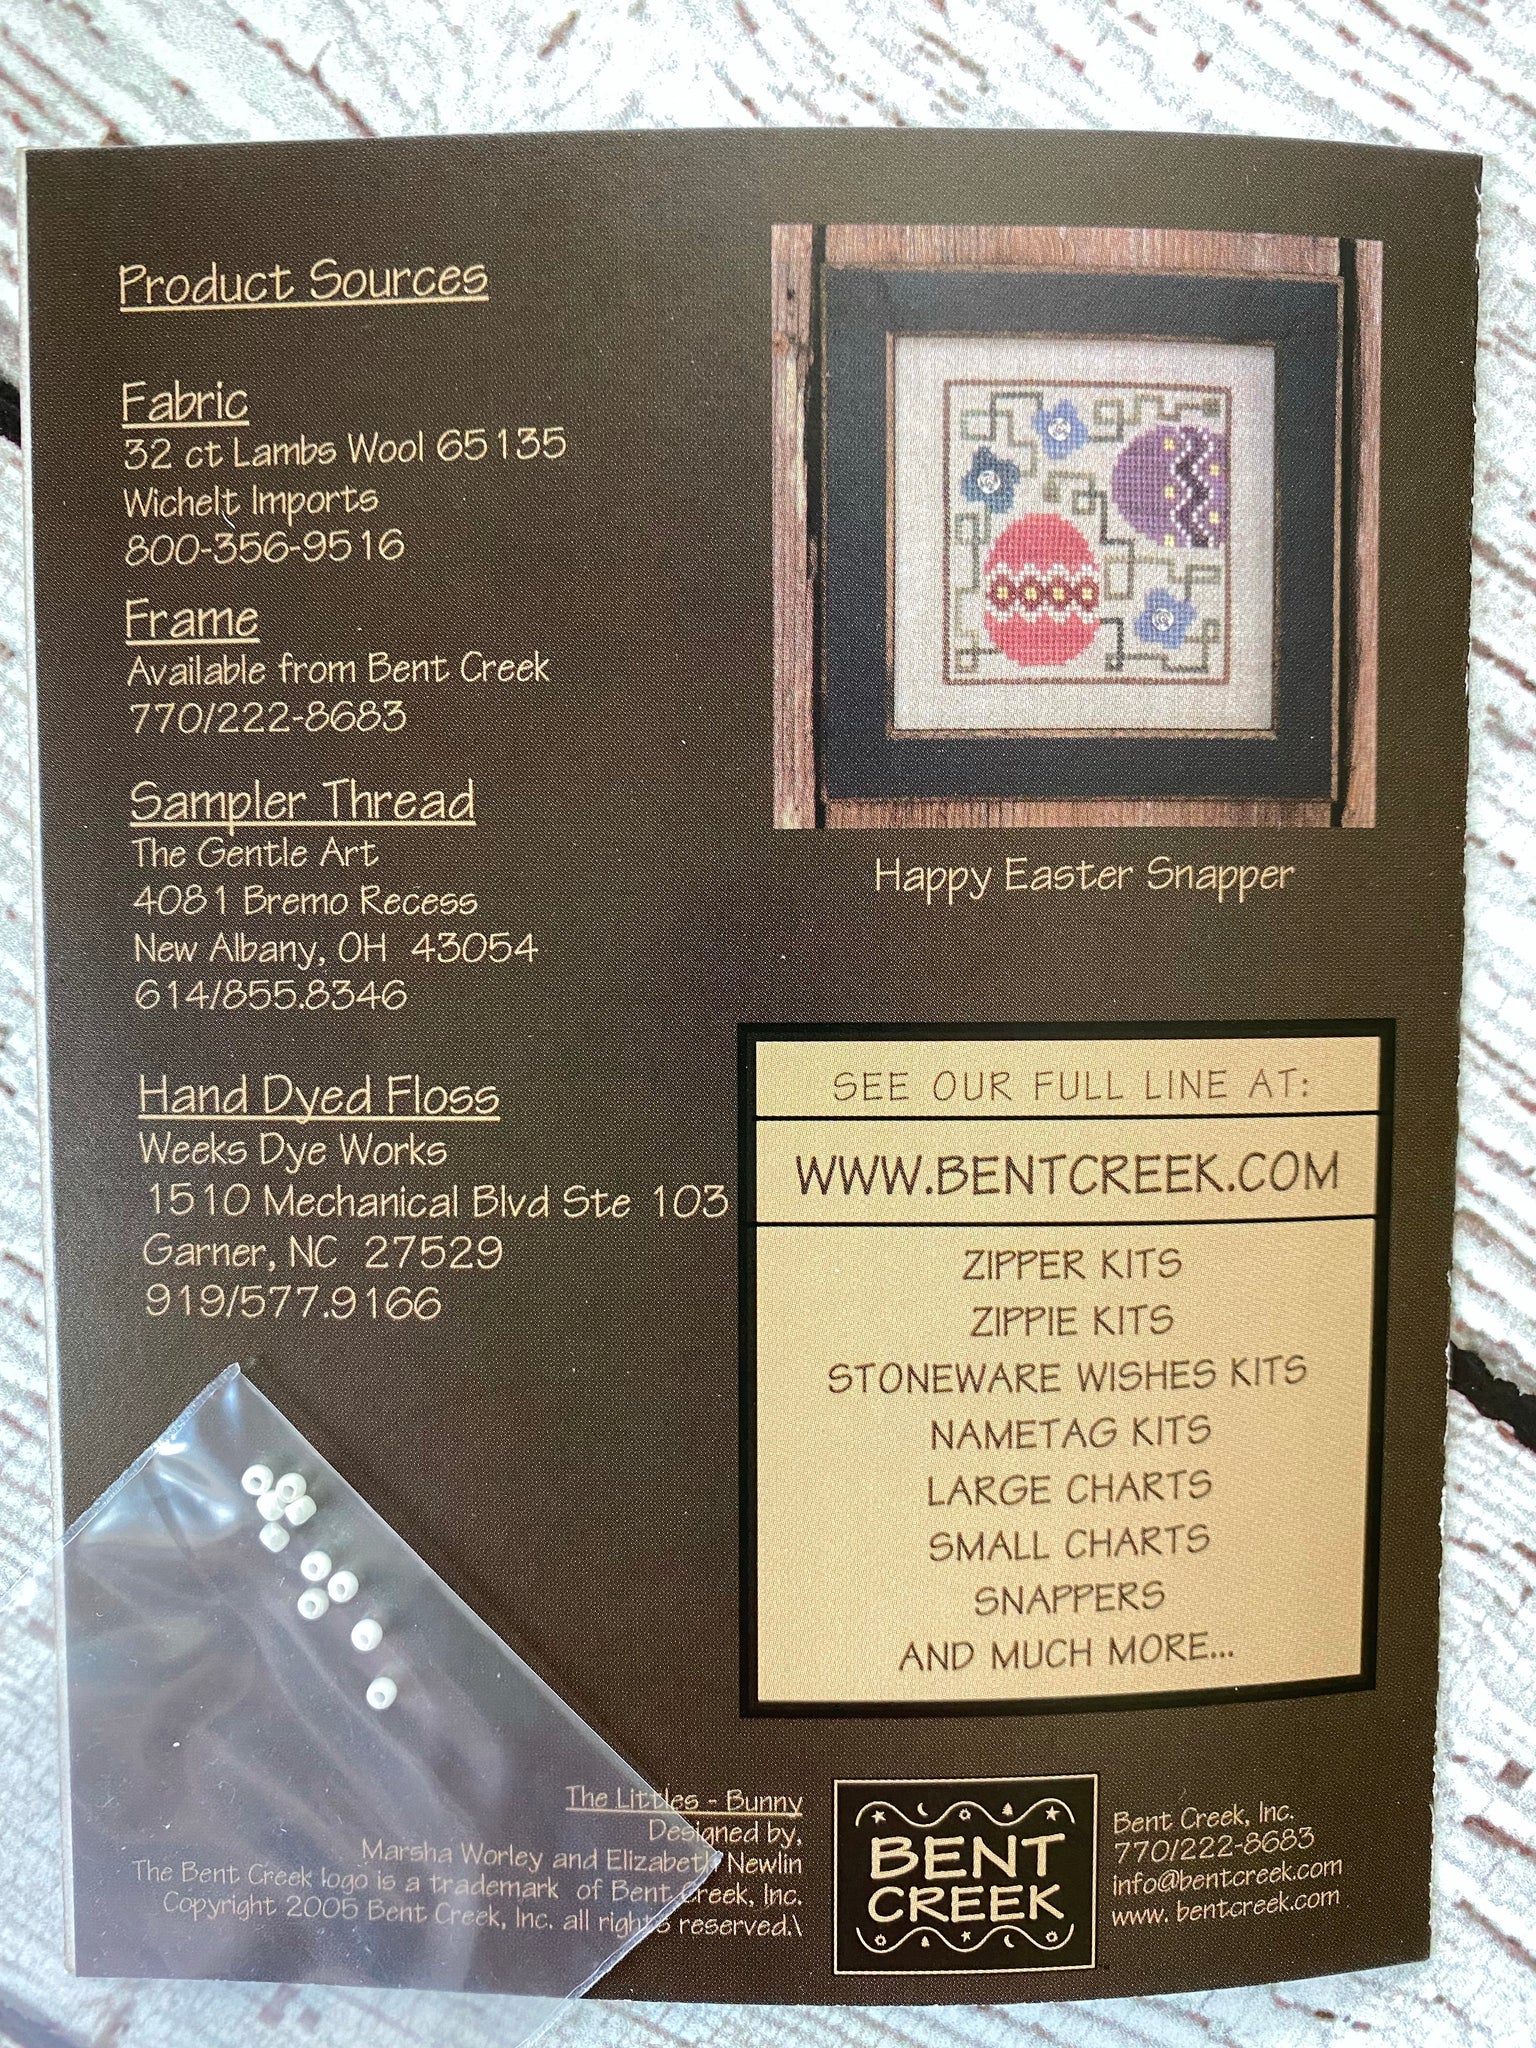 Product Sources
Fabric
32 ct Lambs Wool 65135
Wichelt Imports
800-356-9516
Frame
Available from Bent Creek
770/222-8683
Sampler Thread
The Gentle Art
4081 Bremo Recess
New Albany, OH 43054
614/855.8346
Hand Dyed Floss
Weeks Dye Works
1510 Mechanical Blvd Ste 103
Garner, NC 27529
919/577.9166
Happy Easter Snapper
SEE OUR FULL LINE AT:
WWW.BENTCREEK.COM
ZIPPER KITS
ZIPPIE KITS
STONEWARE WISHES KITS
NAMETAG KITS
LARGE CHARTS
SMALL CHARTS
SNAPPERS
AND MUCH MORE...
The Littles - Bunny
Designed by,
Marsha Worley and Elizabeth Newlin
The Bent Creek logo is a trademark of Bent Creek, Inc.
Copyright 2005 Bent Creek, Inc. all rights reserved.\
BENT
CREEK
Bent Creek, Inc.
770/222-8683
info@bentcreek.com
www. bentcreek.com